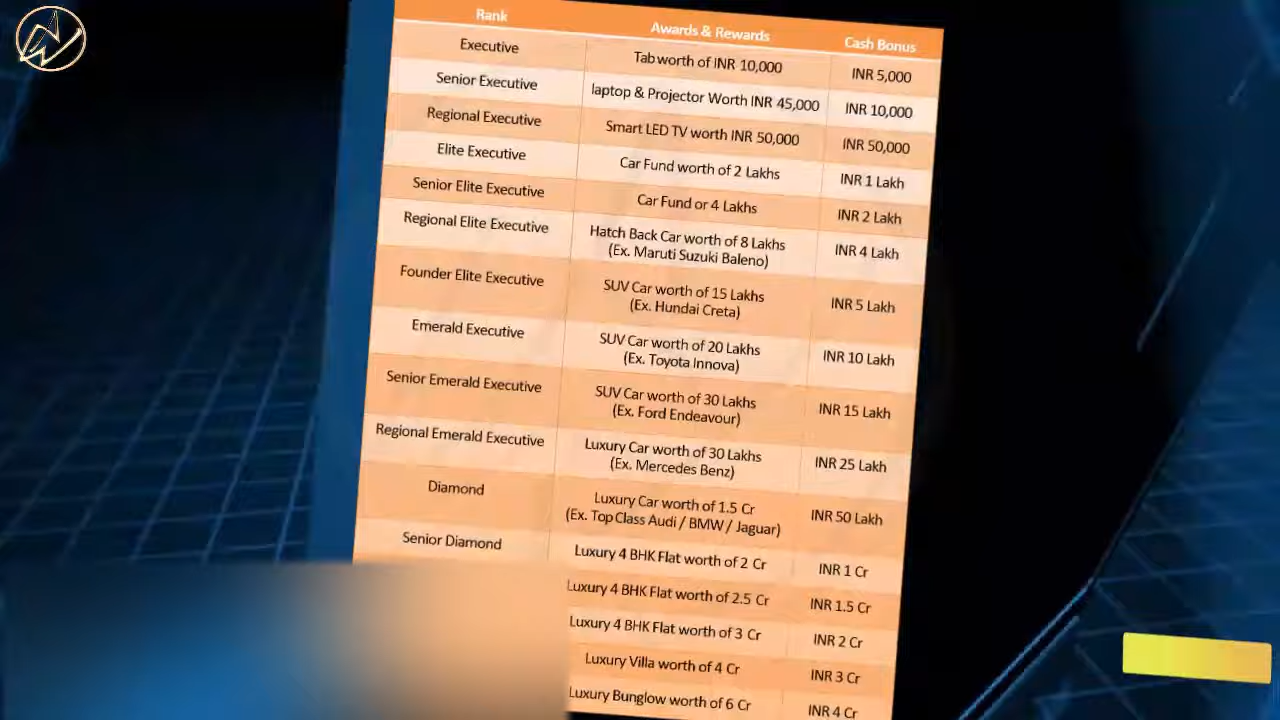 Rank Awards & Rewards Cash Bonus
Executive Tab worth of INR 10,000 INR 5,000
Senior Executive laptop & Projector Worth INR 45,000 INR 10,000
Regional Executive Smart LED TV worth INR 50,000 INR 50,000
Elite Executive Car Fund worth of 2 Lakhs INR 1 Lakh
Senior Elite Executive Car Fund or 4 Lakhs INR 2 Lakh
Regional Elite Executive Hatch Back Car worth of 8 Lakhs INR 4 Lakh
(Ex. Maruti Suzuki Baleno)
Founder Elite Executive SUV Car worth of 15 Lakhs INR 5 Lakh
(Ex. Hundai Creta)
Emerald Executive SUV Car worth of 20 Lakhs INR 10 Lakh
(Ex. Toyota Innova)
Senior Emerald Executive SUV Car worth of 30 Lakhs INR 15 Lakh
(Ex. Ford Endeavour)
Regional Emerald Executive Luxury Car worth of 30 Lakhs INR 25 Lakh
(Ex. Mercedes Benz)
Diamond Luxury Car worth of 1.5 Cr INR 50 Lakh
(Ex. Top Class Audi / BMW / Jaguar)
Senior Diamond Luxury 4 BHK Flat worth of 2 Cr INR 1 Cr
Luxury 4 BHK Flat worth of 2.5 Cr INR 1.5 Cr
Luxury 4 BHK Flat worth of 3 Cr INR 2 Cr
Luxury Villa worth of 4 Cr INR 3 Cr
Luxury Bunglow worth of 6 Cr INR 4 Cr